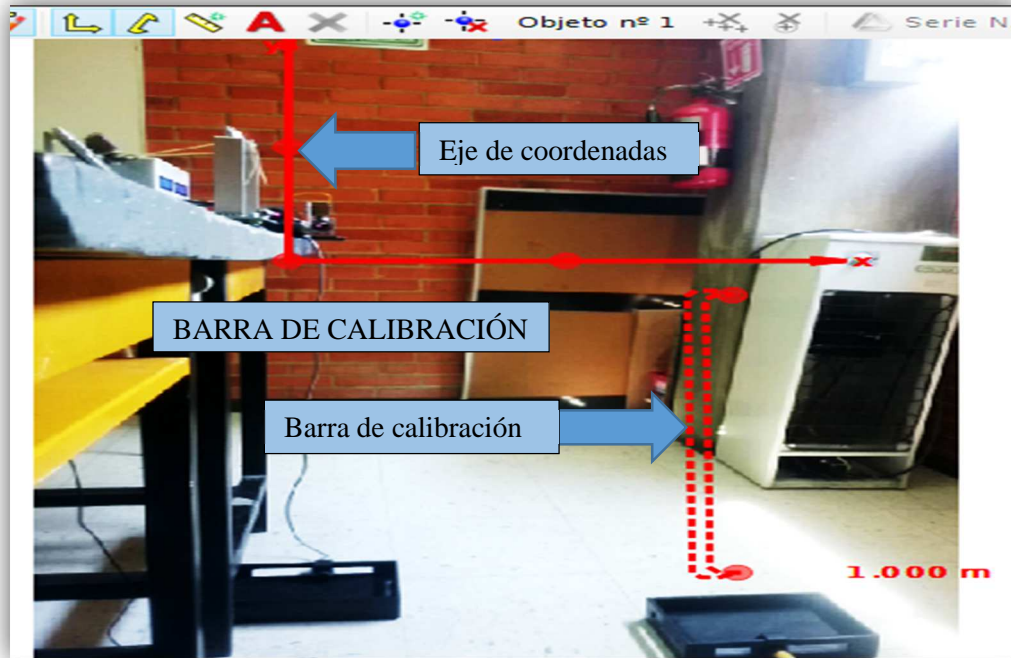 A
Objeto nº 1
Serie N
y
Eje de coordenadas
x
BARRA DE CALIBRACIÓN
Barra de calibración
1.000 m